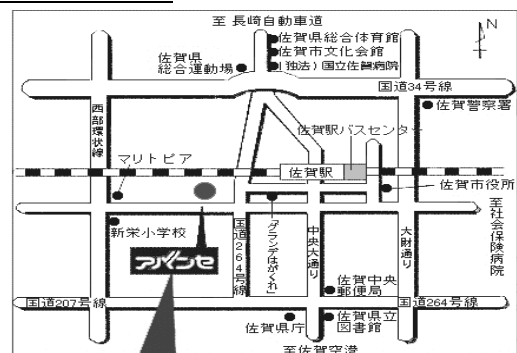 至 長崎自動車道
N
佐賀県総合体育館
佐賀市文化会館
(独法)国立佐賀病院
佐賀県
総合運動場
国道34号線
佐賀警察署
西部環状線
佐賀駅バスセンター
マリトピア
佐賀駅
佐賀市役所
至社会保険病院
新栄小学校
国道264号線
「グランデはがくれ」
中央大通り
大財通り
アバンセ
佐賀中央
郵便局
国道207号線
国道264号線
佐賀県庁
佐賀県立
図書館
至佐賀空港